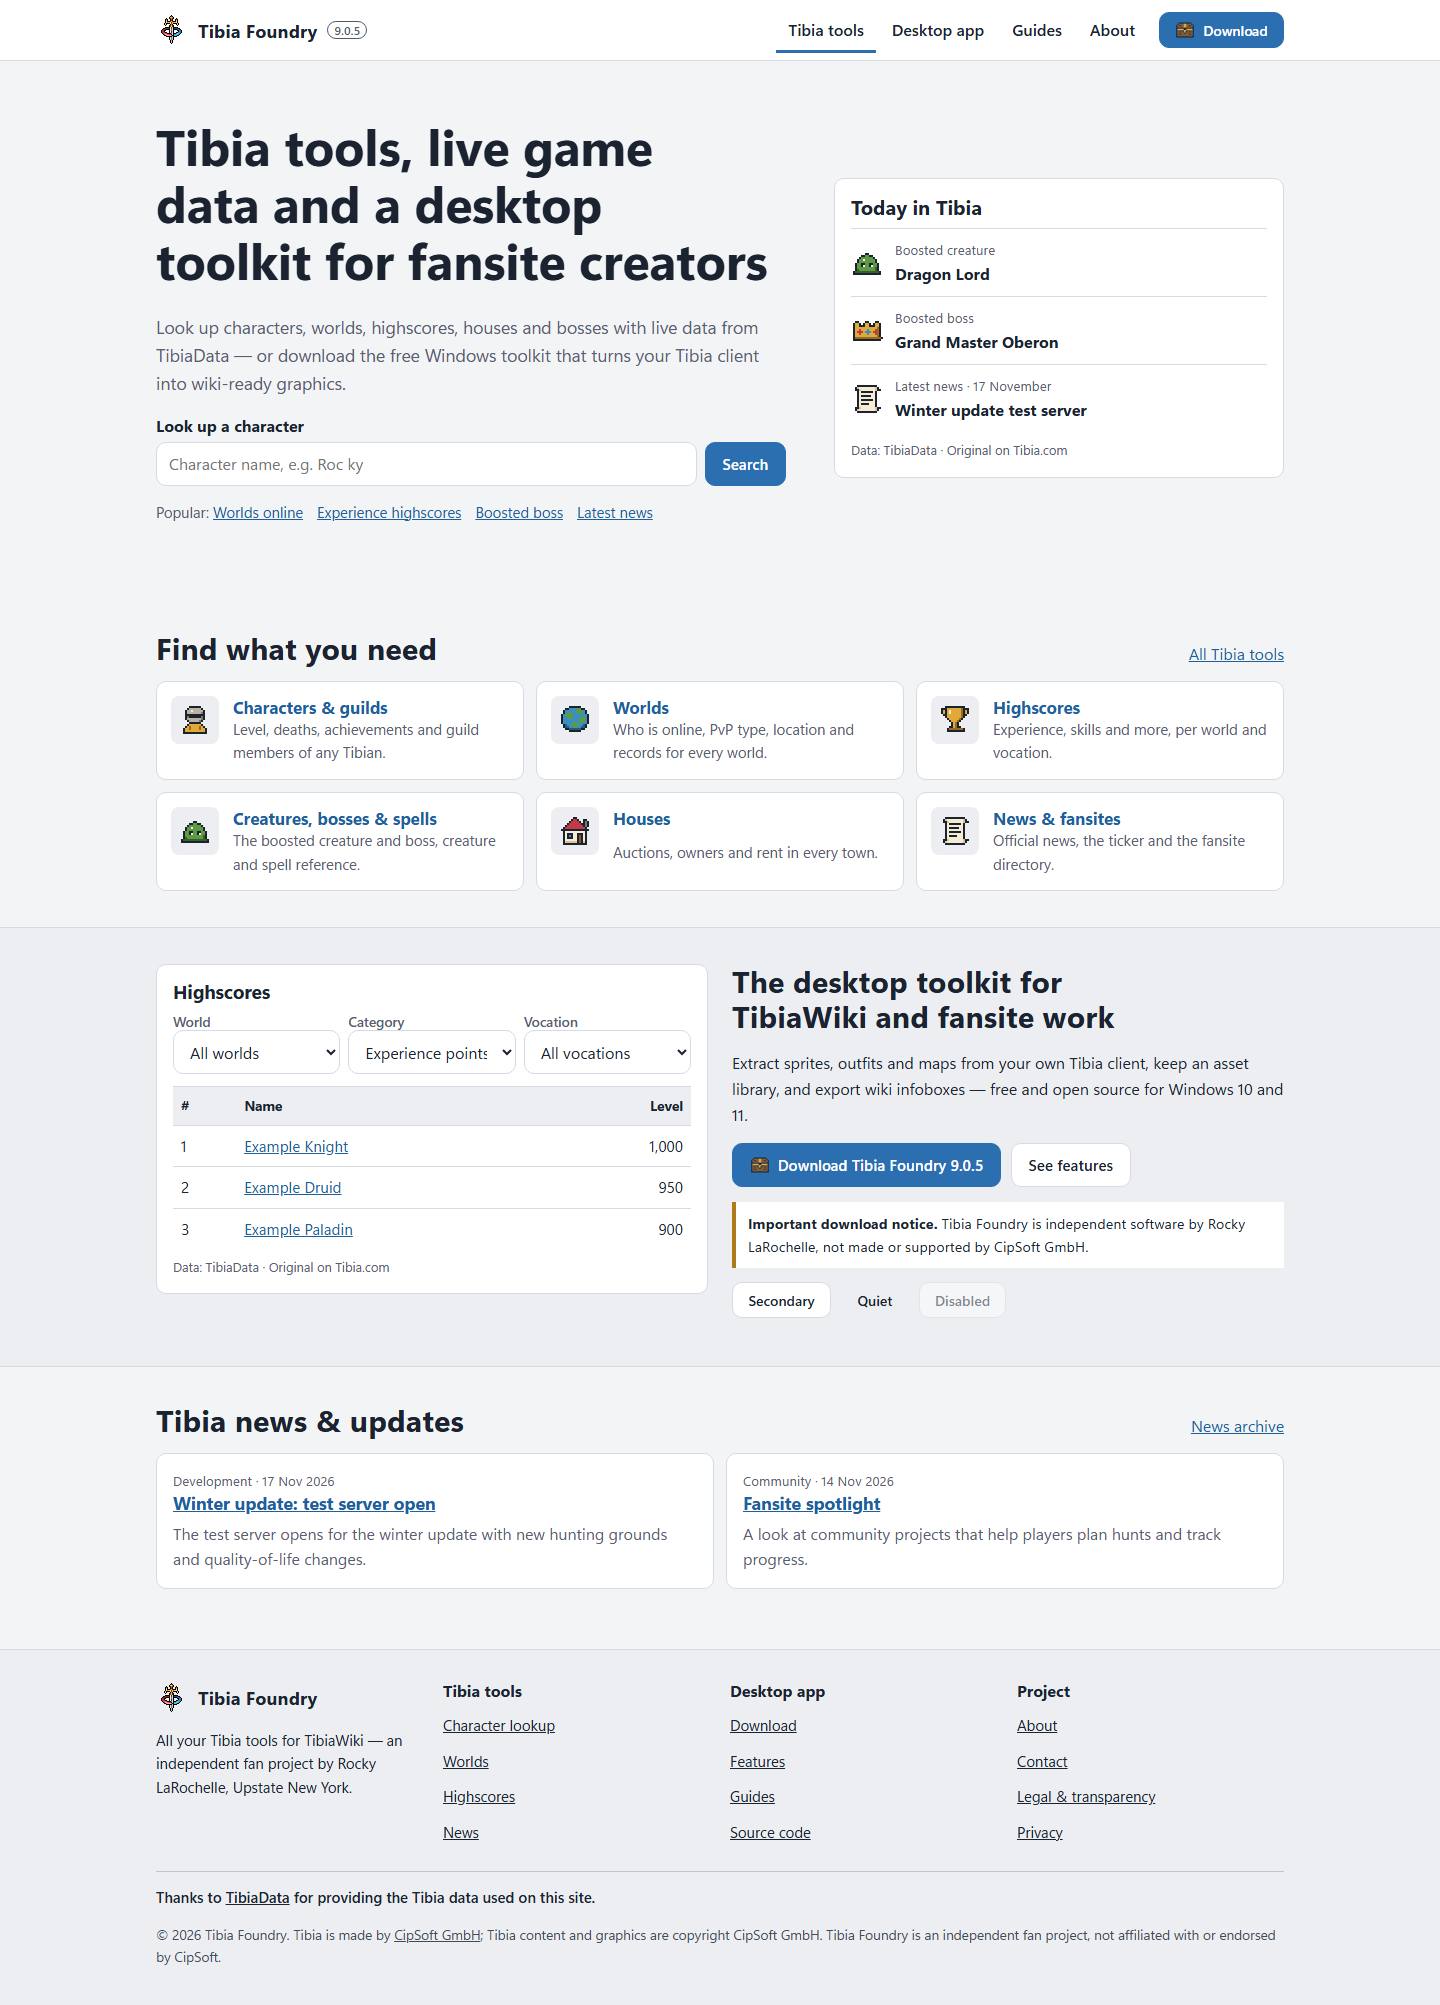 Tibia Foundry 9.0.5
Tibia tools
Desktop app
Guides
About
Download
Tibia tools, live game
data and a desktop
toolkit for fansite creators
Look up characters, worlds, highscores, houses and bosses with live data from
TibiaData — or download the free Windows toolkit that turns your Tibia client
into wiki-ready graphics.
Look up a character
Character name, e.g. Roc ky
Search
Popular: Worlds online Experience highscores Boosted boss Latest news
Today in Tibia
Boosted creature
Dragon Lord
Boosted boss
Grand Master Oberon
Latest news · 17 November
Winter update test server
Data: TibiaData · Original on Tibia.com
Find what you need
All Tibia tools
Characters & guilds
Level, deaths, achievements and guild
members of any Tibian.
Worlds
Who is online, PvP type, location and
records for every world.
Highscores
Experience, skills and more, per world and
vocation.
Creatures, bosses & spells
The boosted creature and boss, creature
and spell reference.
Houses
Auctions, owners and rent in every town.
News & fansites
Official news, the ticker and the fansite
directory.
Highscores
World Category Vocation
All worlds Experience points All vocations
# Name Level
1 Example Knight 1,000
2 Example Druid 950
3 Example Paladin 900
Data: TibiaData · Original on Tibia.com
The desktop toolkit for
TibiaWiki and fansite work
Extract sprites, outfits and maps from your own Tibia client, keep an asset
library, and export wiki infoboxes — free and open source for Windows 10 and
11.
Download Tibia Foundry 9.0.5
See features
Important download notice. Tibia Foundry is independent software by Rocky
LaRochelle, not made or supported by CipSoft GmbH.
Secondary Quiet Disabled
Tibia news & updates
News archive
Development · 17 Nov 2026
Winter update: test server open
The test server opens for the winter update with new hunting grounds
and quality-of-life changes.
Community · 14 Nov 2026
Fansite spotlight
A look at community projects that help players plan hunts and track
progress.
Tibia Foundry
All your Tibia tools for TibiaWiki — an
independent fan project by Rocky
LaRochelle, Upstate New York.
Tibia tools
Character lookup
Worlds
Highscores
News
Desktop app
Download
Features
Guides
Source code
Project
About
Contact
Legal & transparency
Privacy
Thanks to TibiaData for providing the Tibia data used on this site.
© 2026 Tibia Foundry. Tibia is made by CipSoft GmbH; Tibia content and graphics are copyright CipSoft GmbH. Tibia Foundry is an independent fan project, not affiliated with or endorsed
by CipSoft.